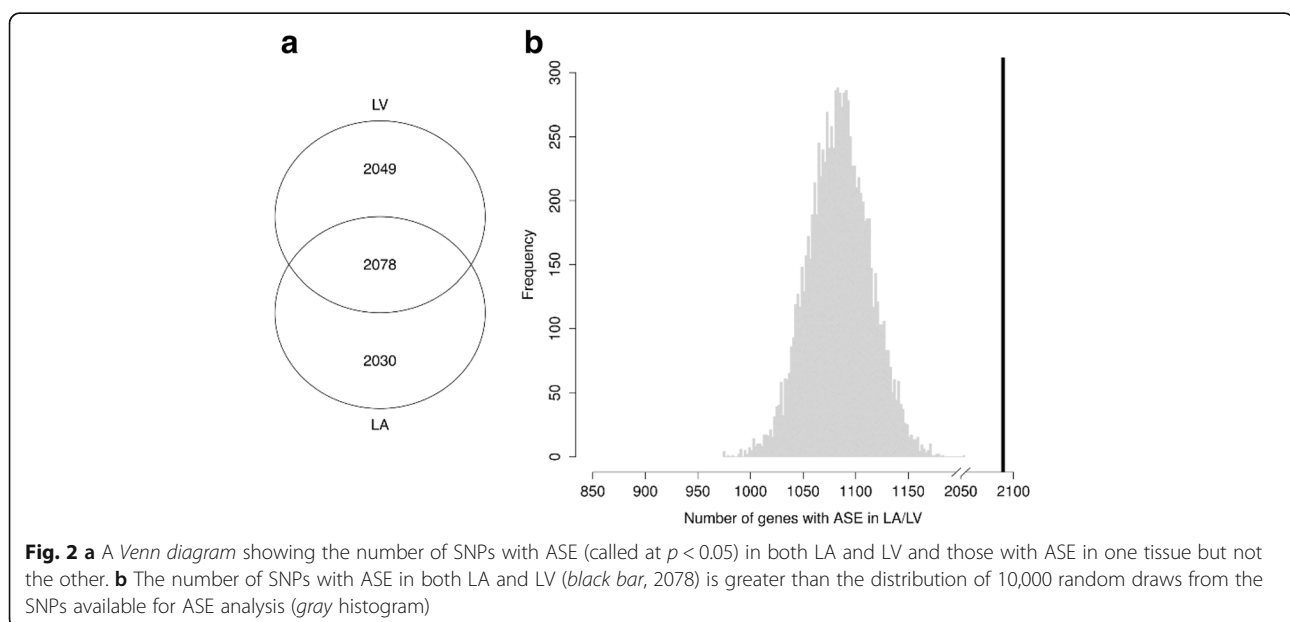 a
LV
2049
2078
2030
LA
b
Frequency
300
250
200
150
100
50
0
850 900 950 1000 1050 1100 1150 2050 2100
Number of genes with ASE in LA/LV
Fig. 2 a A Venn diagram showing the number of SNPs with ASE (called at p < 0.05) in both LA and LV and those with ASE in one tissue but not
the other. b The number of SNPs with ASE in both LA and LV (black bar, 2078) is greater than the distribution of 10,000 random draws from the
SNPs available for ASE analysis (gray histogram)